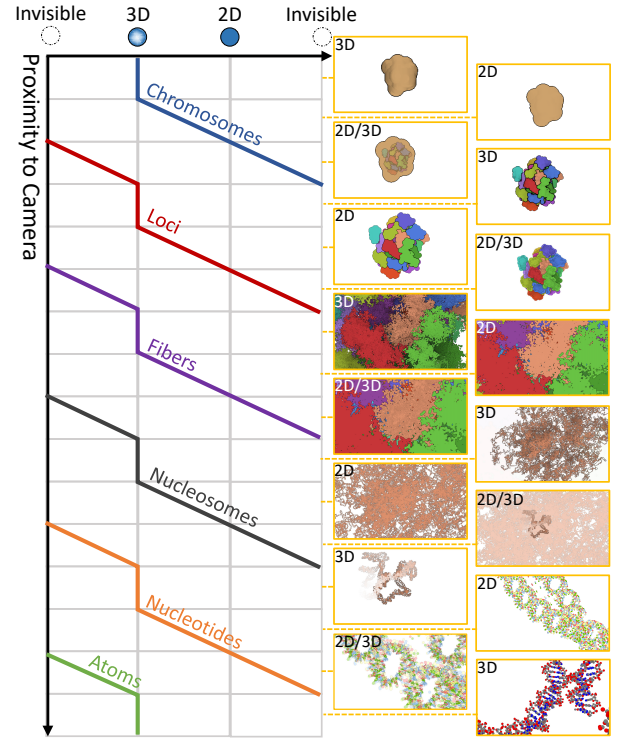 Invisible
3D
2D
Invisible
Proximity to Camera
Chromosomes
Loci
Fibers
Nucleosomes
Nucleotides
Atoms
3D
2D
2D/3D
3D
2D
2D/3D
3D
2D
2D/3D
3D
2D
2D/3D
3D
2D
2D/3D
3D